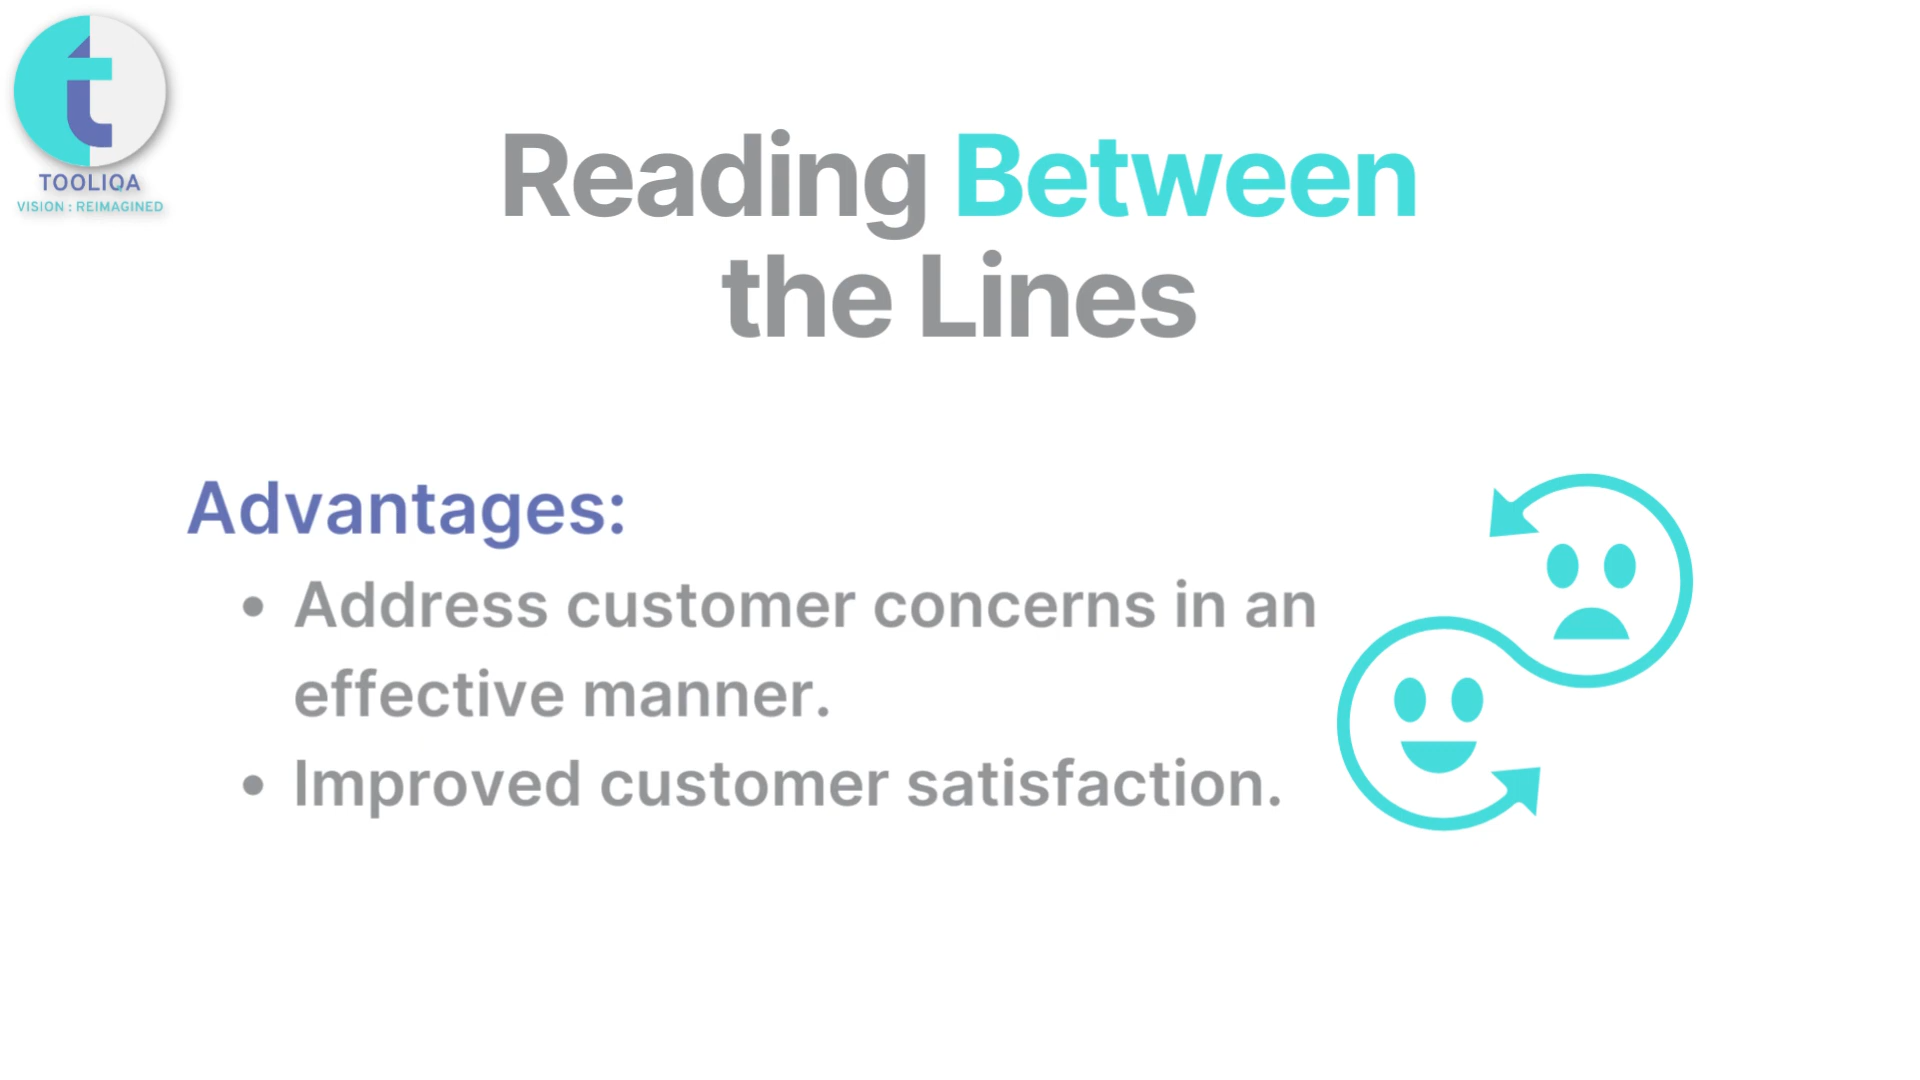 TOOLIQA
VISION : REIMAGINED
Reading Between
the Lines
Advantages:
• Address customer concerns in an
effective manner.
• Improved customer satisfaction.